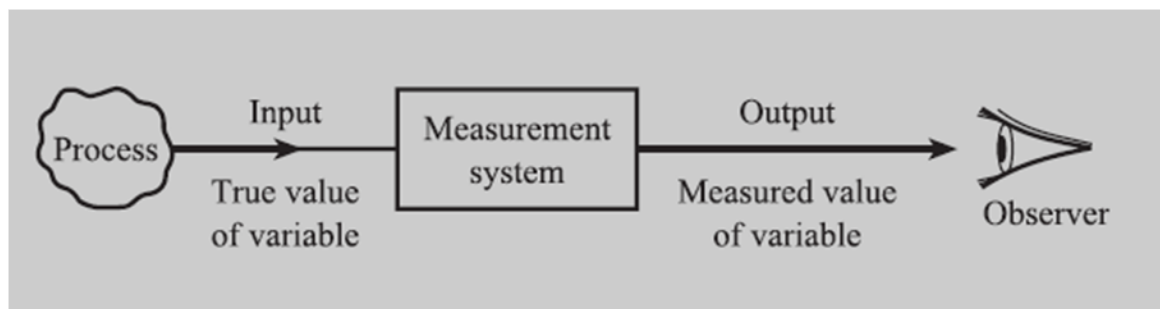 Process
Input
True value
of variable
Measurement
system
Output
Measured value
of variable
Observer